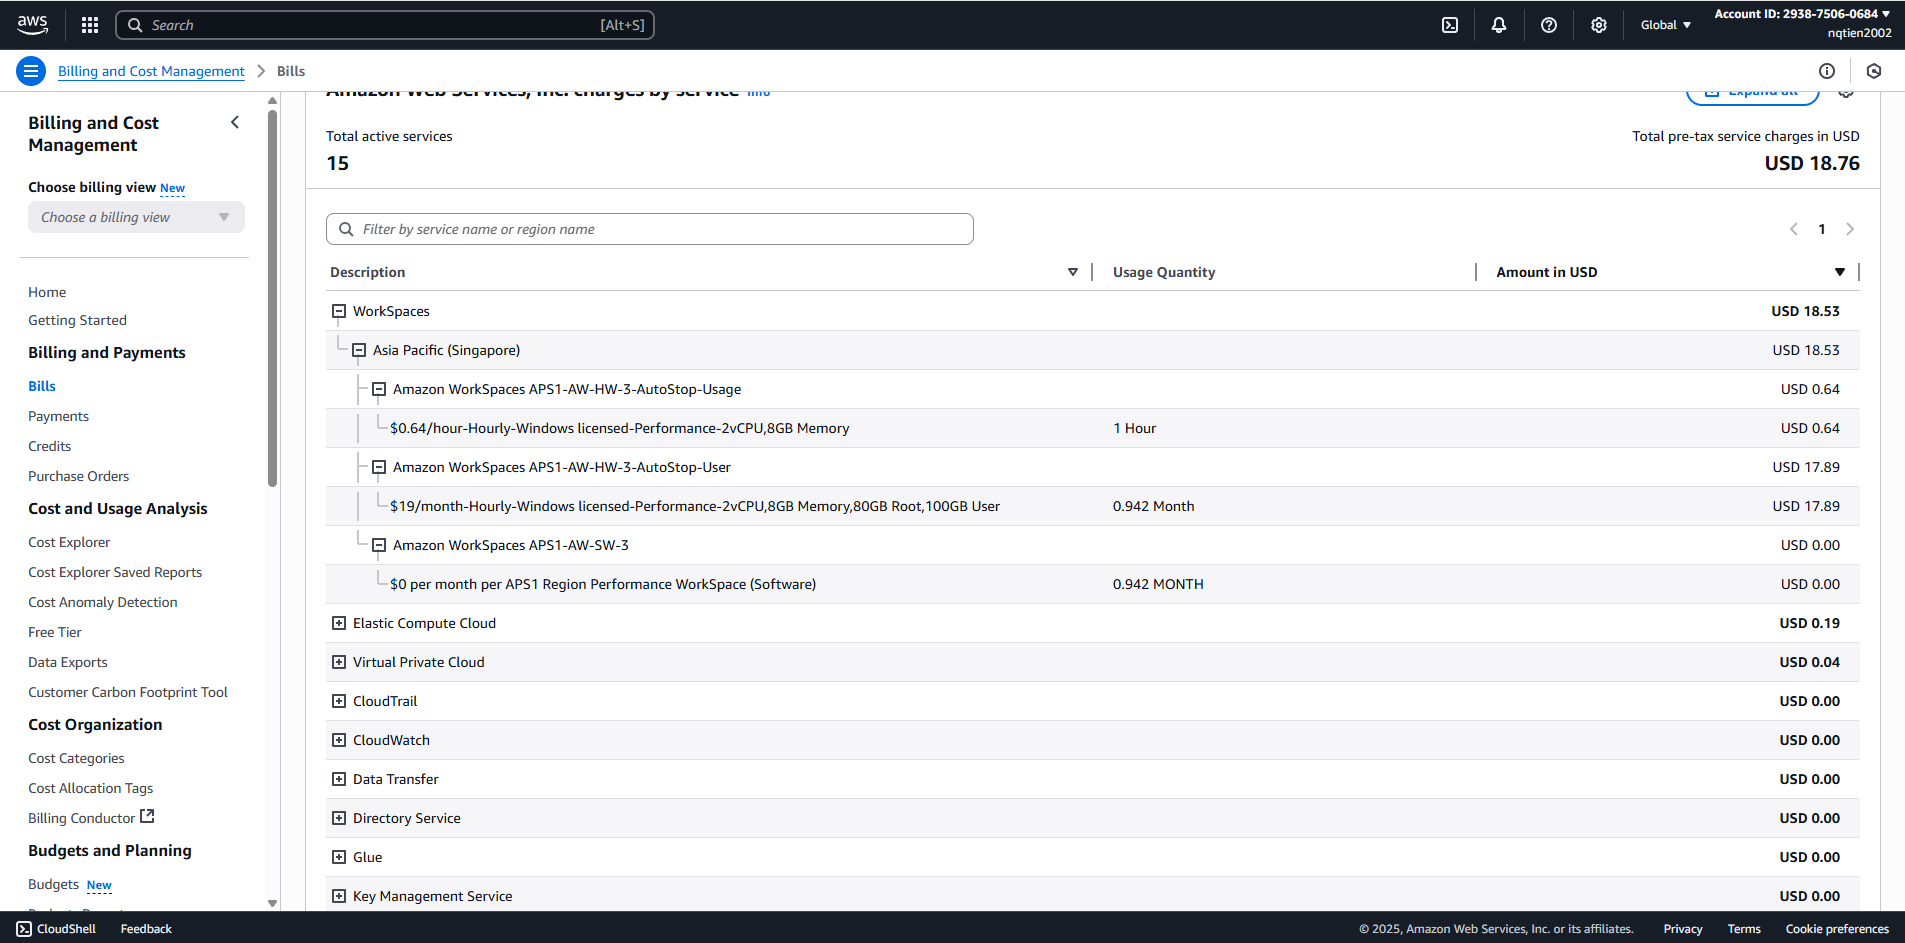 aws
Search [Alt+S]
Global
Account ID: 2938-7506-0684
nqtien2002
Billing and Cost Management > Bills
Billing and Cost Management
Choose billing view New
Choose a billing view
Home
Getting Started
Billing and Payments
Bills
Payments
Credits
Purchase Orders
Cost and Usage Analysis
Cost Explorer
Cost Explorer Saved Reports
Cost Anomaly Detection
Free Tier
Data Exports
Customer Carbon Footprint Tool
Cost Organization
Cost Categories
Cost Allocation Tags
Billing Conductor
Budgets and Planning
Budgets New
Amazon Web Services, Inc. charges by service Info
Expand all
Total active services
15
Total pre-tax service charges in USD
USD 18.76
Filter by service name or region name
1
Description Usage Quantity Amount in USD
WorkSpaces USD 18.53
Asia Pacific (Singapore) USD 18.53
Amazon WorkSpaces APS1-AW-HW-3-AutoStop-Usage USD 0.64
$0.64/hour-Hourly-Windows licensed-Performance-2vCPU,8GB Memory 1 Hour USD 0.64
Amazon WorkSpaces APS1-AW-HW-3-AutoStop-User USD 17.89
$19/month-Hourly-Windows licensed-Performance-2vCPU,8GB Memory,80GB Root,100GB User 0.942 Month USD 17.89
Amazon WorkSpaces APS1-AW-SW-3 USD 0.00
$0 per month per APS1 Region Performance WorkSpace (Software) 0.942 MONTH USD 0.00
Elastic Compute Cloud USD 0.19
Virtual Private Cloud USD 0.04
CloudTrail USD 0.00
CloudWatch USD 0.00
Data Transfer USD 0.00
Directory Service USD 0.00
Glue USD 0.00
Key Management Service USD 0.00
CloudShell Feedback © 2025, Amazon Web Services, Inc. or its affiliates. Privacy Terms Cookie preferences